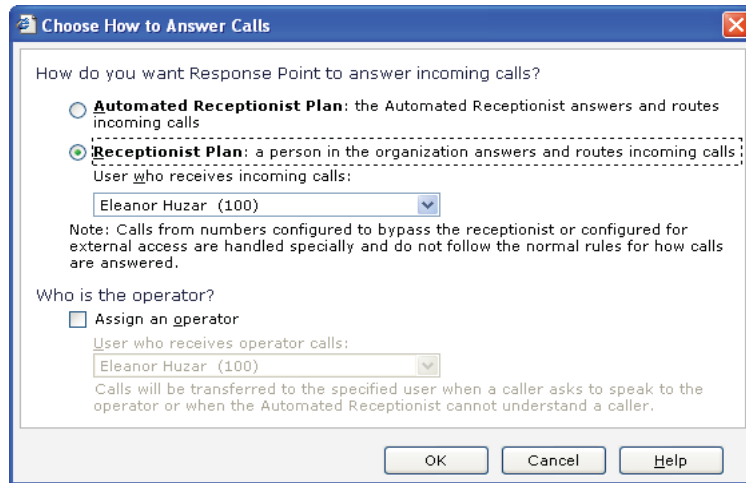 Choose How to Answer Calls
How do you want Response Point to answer incoming calls?
Automated Receptionist Plan: the Automated Receptionist answers and routes
incoming calls
Receptionist Plan: a person in the organization answers and routes incoming calls
User who receives incoming calls:
Eleanor Huzar (100)
Note: Calls from numbers configured to bypass the receptionist or configured for
external access are handled specially and do not follow the normal rules for how calls
are answered.
Who is the operator?
Assign an operator
User who receives operator calls:
Eleanor Huzar (100)
Calls will be transferred to the specified user when a caller asks to speak to the
operator or when the Automated Receptionist cannot understand a caller.
OK Cancel Help